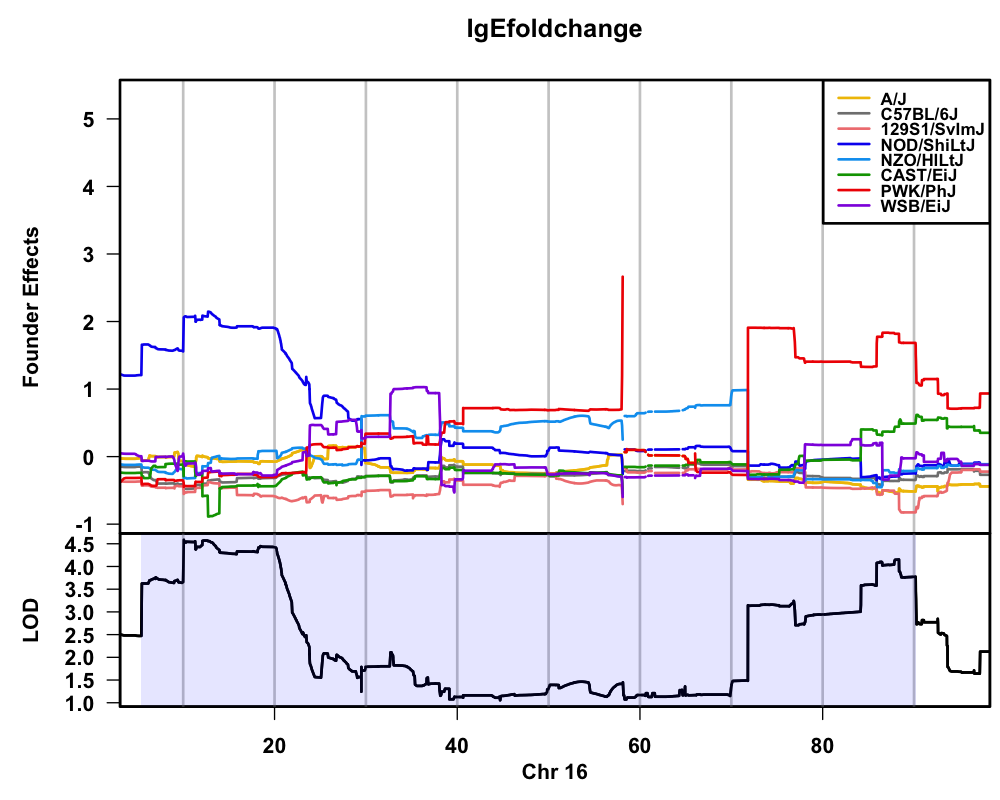 IgEfoldchange
A/J
C57BL/6J
129S1/SvImJ
NOD/ShiLtJ
NZO/HlLtJ
CAST/EiJ
PWK/PhJ
WSB/EiJ
Founder Effects
5
4
3
2
1
0
-1
LOD
4.5
4.0
3.5
3.0
2.5
2.0
1.5
1.0
20 40 60 80
Chr 16